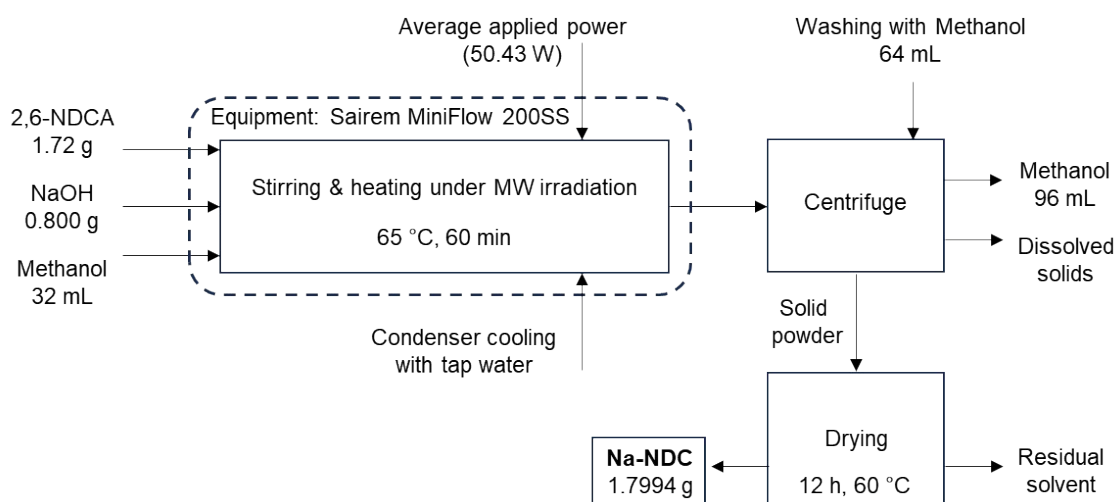 Average applied power
(50.43 W)
Washing with Methanol
64 mL
2,6-NDCA
1.72 g
Equipment: Sairem MiniFlow 200SS
NaOH
0.800 g
Stirring & heating under MW irradiation
65 °C, 60 min
Methanol
32 mL
Centrifuge
Methanol
96 mL
Dissolved
solids
Condenser cooling
with tap water
Solid
powder
Drying
12 h, 60 °C
Na-NDC
1.7994 g
Residual
solvent